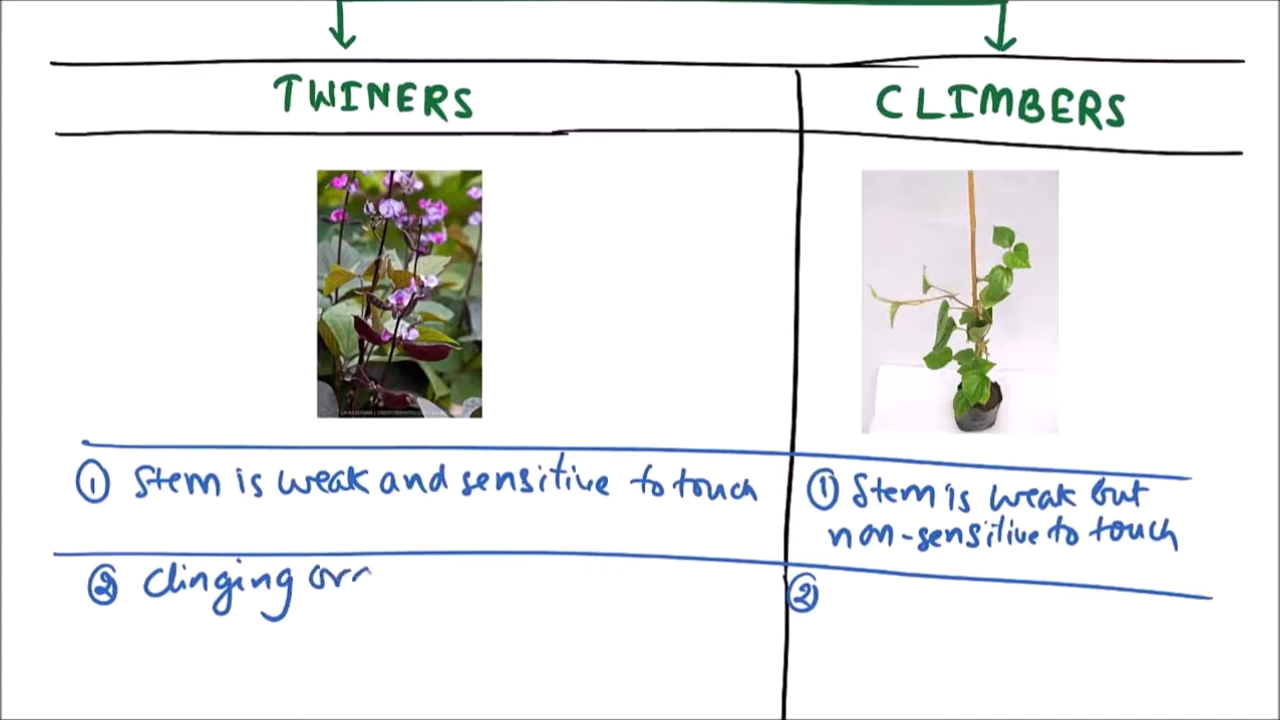 TWINERS
CLIMBERS
① Stem is weak and sensitive to touch
① Stem is weak but
non-sensitive to touch
② Clinging orr
②